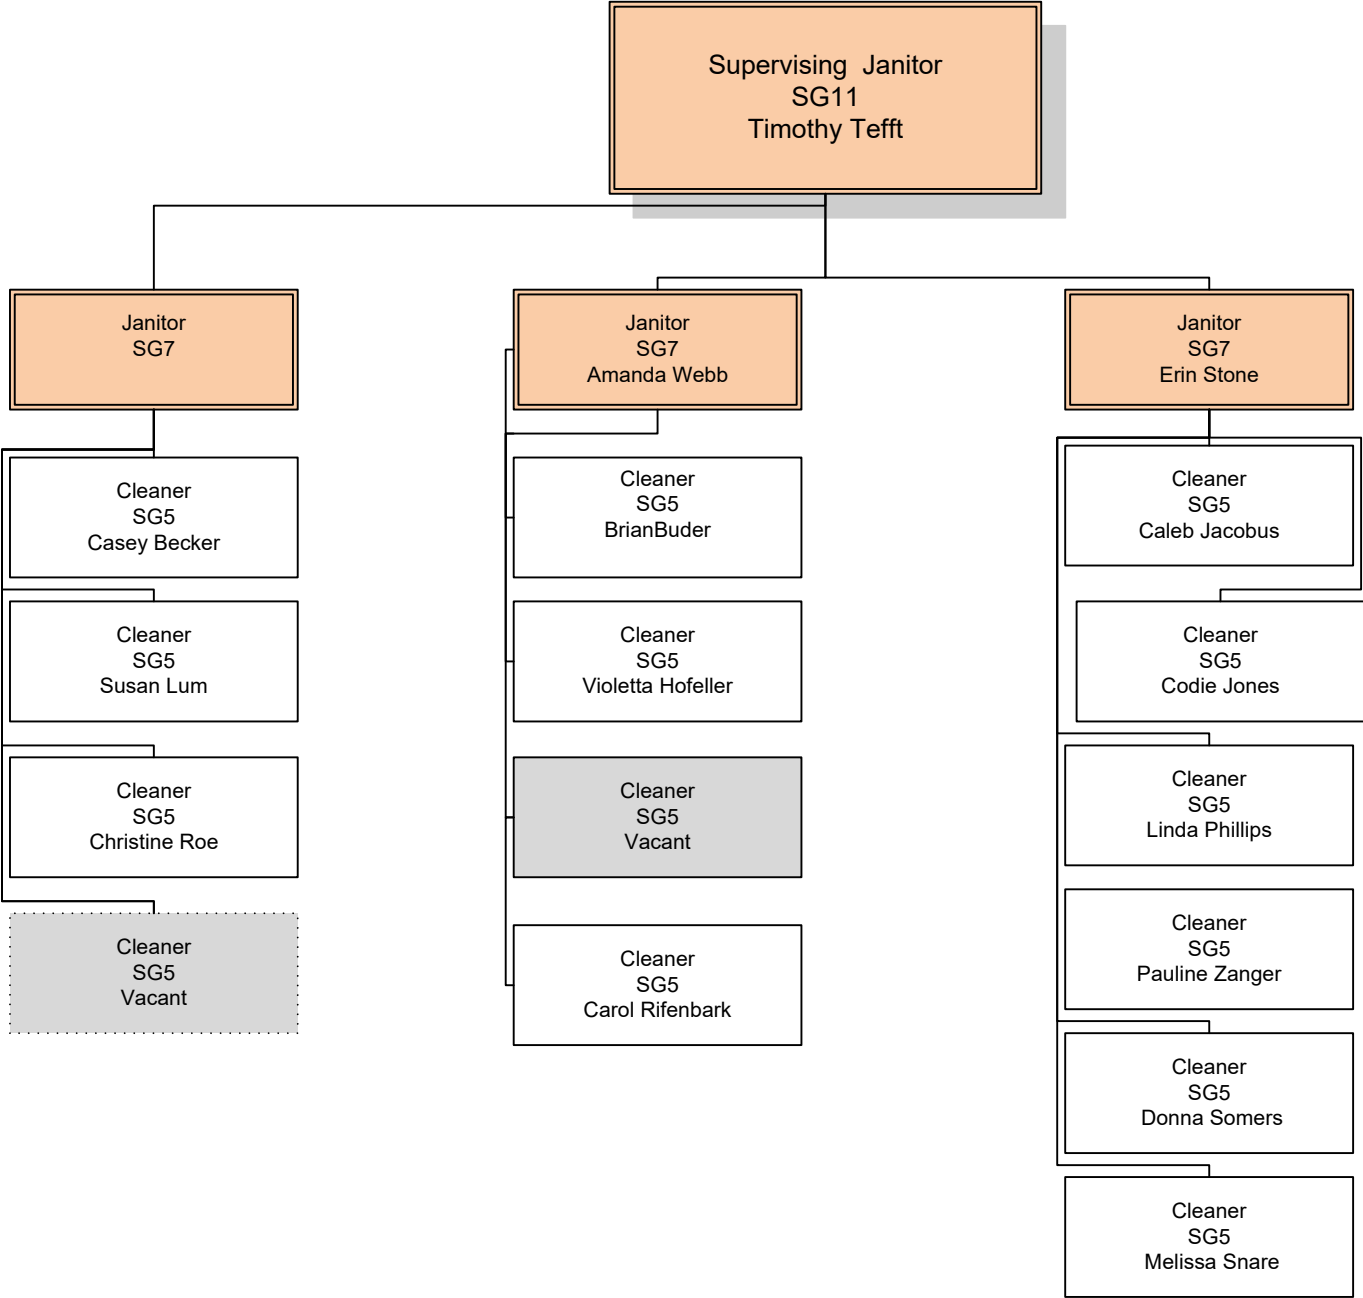 Supervising Janitor
SG11
Timothy Tefft
Janitor
SG7
Janitor
SG7
Amanda Webb
Janitor
SG7
Erin Stone
Cleaner
SG5
Casey Becker
Cleaner
SG5
Susan Lum
Cleaner
SG5
Christine Roe
Cleaner
SG5
Vacant
Cleaner
SG5
BrianBuder
Cleaner
SG5
Violetta Hofeller
Cleaner
SG5
Vacant
Cleaner
SG5
Carol Rifenbark
Cleaner
SG5
Caleb Jacobus
Cleaner
SG5
Codie Jones
Cleaner
SG5
Linda Phillips
Cleaner
SG5
Pauline Zanger
Cleaner
SG5
Donna Somers
Cleaner
SG5
Melissa Snare